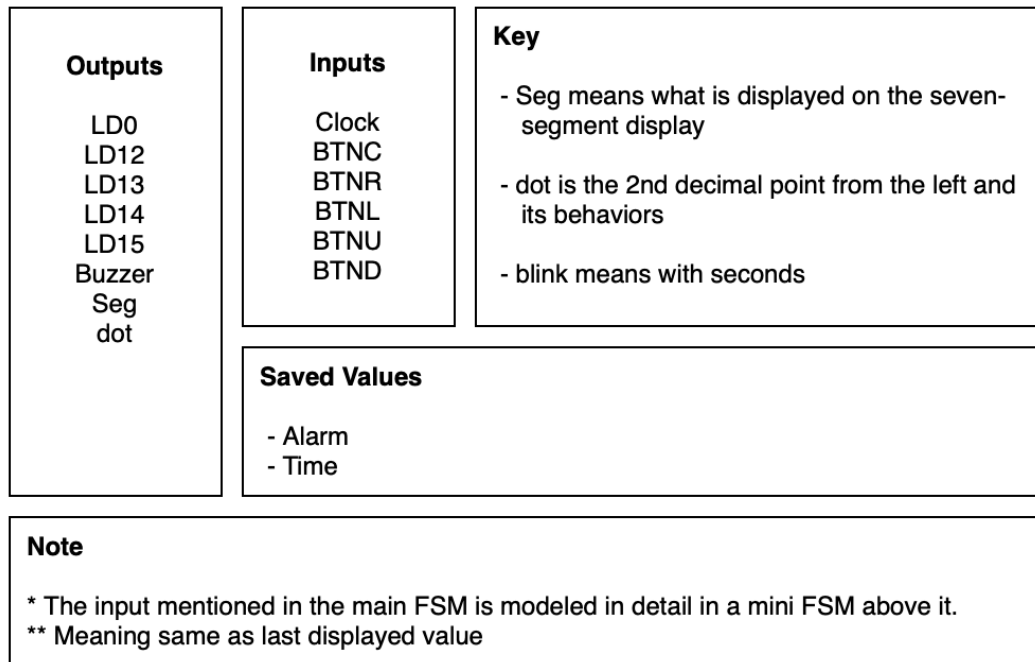 Outputs
LD0
LD12
LD13
LD14
LD15
Buzzer
Seg
dot
Inputs
Clock
BTNC
BTNR
BTNL
BTNU
BTND
Key
- Seg means what is displayed on the seven-
segment display
- dot is the 2nd decimal point from the left and
its behaviors
- blink means with seconds
Saved Values
- Alarm
- Time
Note
* The input mentioned in the main FSM is modeled in detail in a mini FSM above it.
** Meaning same as last displayed value